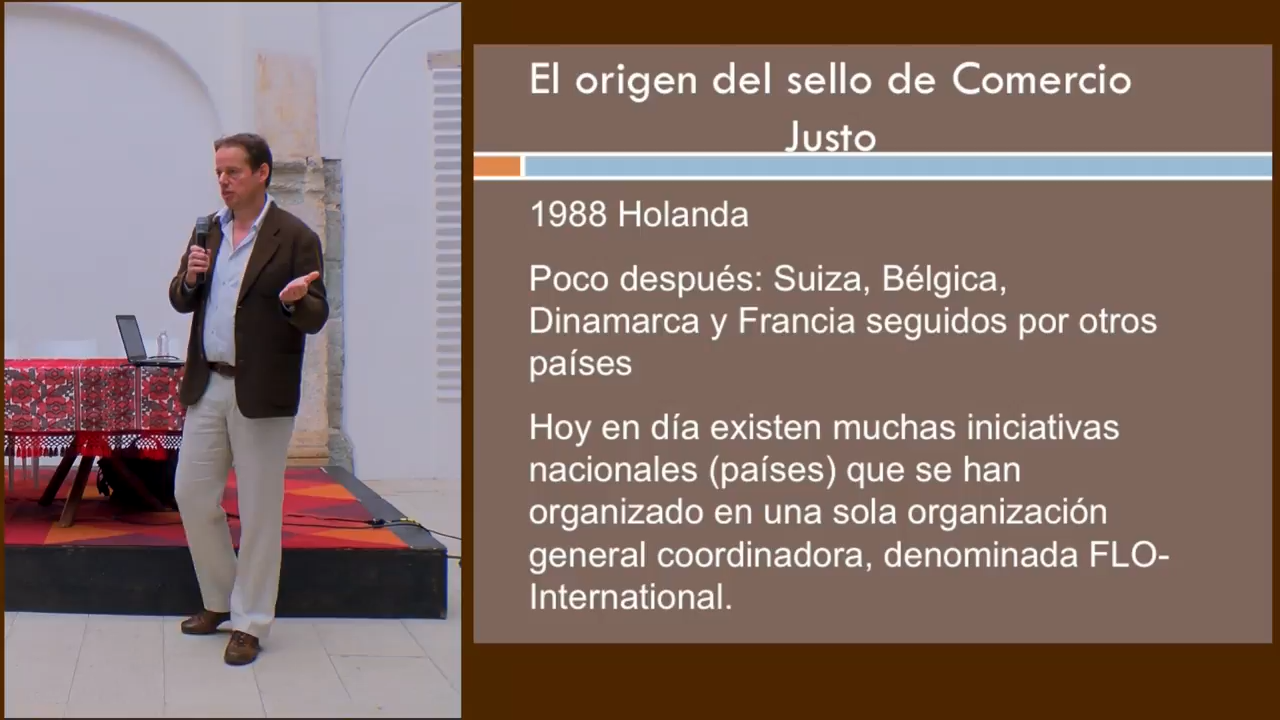 El origen del sello de Comercio
Justo
1988 Holanda
Poco después: Suiza, Bélgica,
Dinamarca y Francia seguidos por otros
países
Hoy en día existen muchas iniciativas
nacionales (países) que se han
organizado en una sola organización
general coordinadora, denominada FLO-
International.